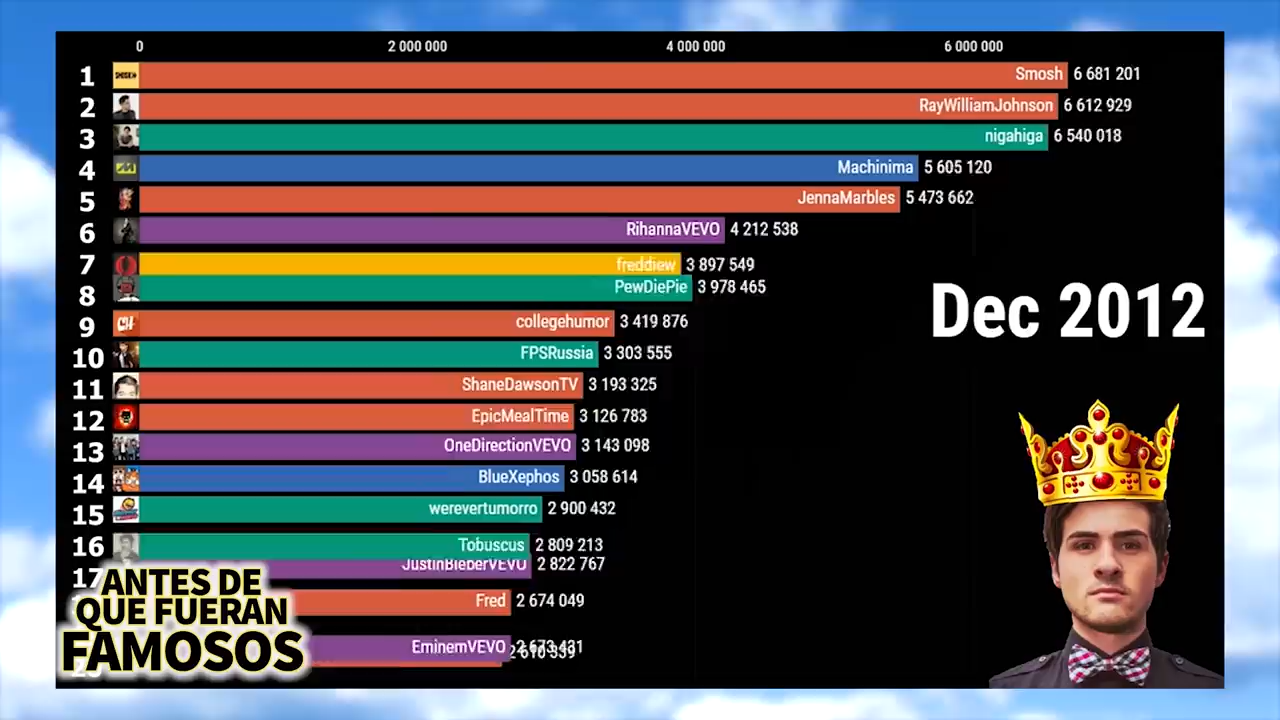 0 2 000 000 4 000 000 6 000 000
1 Smosh 6 681 201
2 RayWilliamJohnson 6 612 929
3 nigahiga 6 540 018
4 Machinima 5 605 120
5 JennaMarbles 5 473 662
6 RihannaVEVO 4 212 538
7 freddiew 3 897 549
8 PewDiePie 3 978 465
Dec 2012
9 collegehumor 3 419 876
10 FPSRussia 3 303 555
11 ShaneDawsonTV 3 193 325
12 EpicMealTime 3 126 783
13 OneDirectionVEVO 3 143 098
14 BlueXephos 3 058 614
15 werevertumorro 2 900 432
16 Tobuscus 2 809 213
17 JustinBieberVEVO 2 822 767
Fred 2 674 049
EminemVEVO 2 673 431
ANTES DE
QUE FUERAN
FAMOSOS